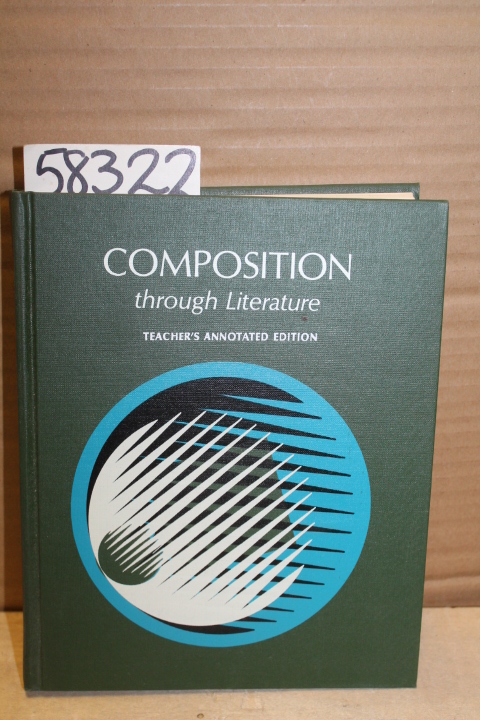 58322
COMPOSITION
through Literature
TEACHER'S ANNOTATED EDITION